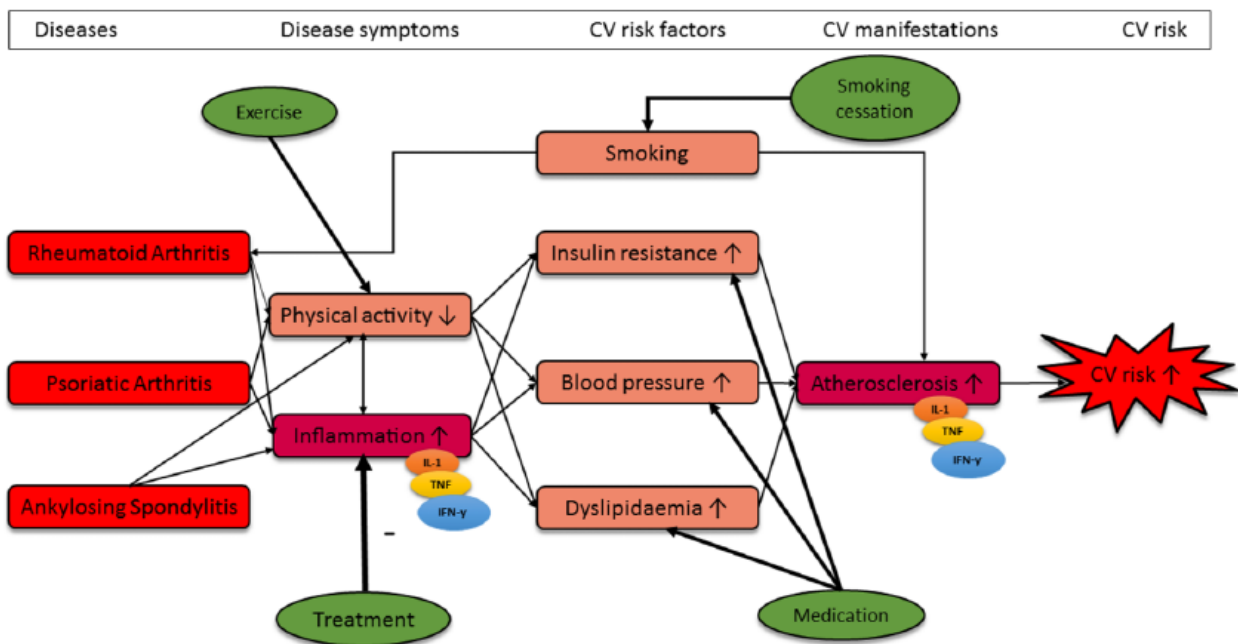 Diseases Disease symptoms CV risk factors CV manifestations CV risk
Exercise
Smoking
cessation
Smoking
Rheumatoid Arthritis
Insulin resistance ↑
Physical activity ↓
Psoriatic Arthritis
Blood pressure ↑
Atherosclerosis ↑
CV risk ↑
IL-1
TNF
IFN-γ
Inflammation ↑
IL-1
TNF
IFN-γ
Ankylosing Spondylitis
Dyslipidaemia ↑
–
Treatment
Medication